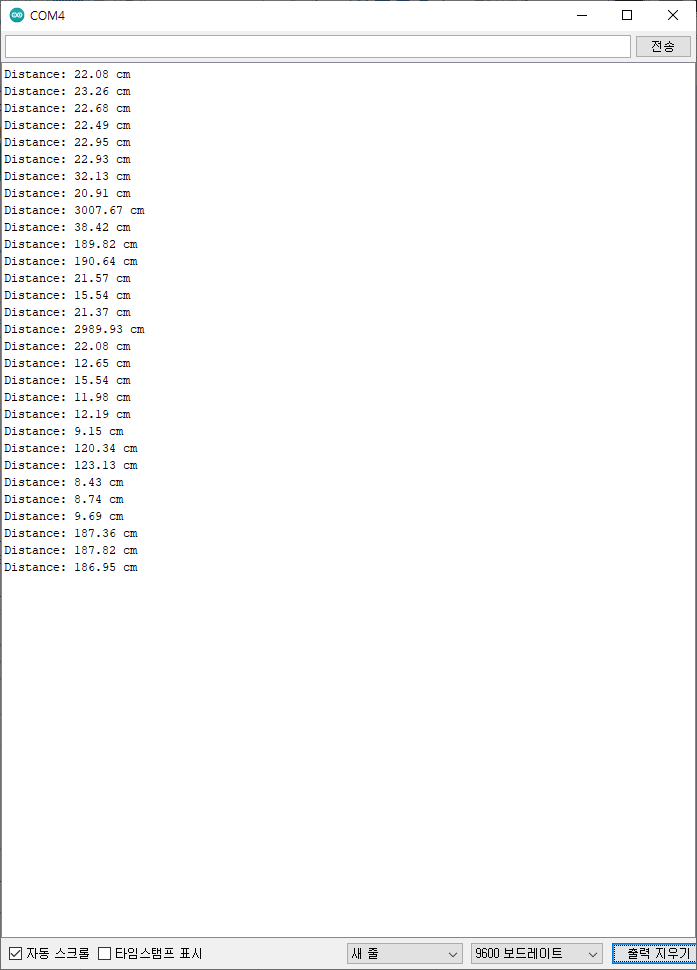 COM4
전송
Distance: 22.08 cm
Distance: 23.26 cm
Distance: 22.68 cm
Distance: 22.49 cm
Distance: 22.95 cm
Distance: 22.93 cm
Distance: 32.13 cm
Distance: 20.91 cm
Distance: 3007.67 cm
Distance: 38.42 cm
Distance: 189.82 cm
Distance: 190.64 cm
Distance: 21.57 cm
Distance: 15.54 cm
Distance: 21.37 cm
Distance: 2989.93 cm
Distance: 22.08 cm
Distance: 12.65 cm
Distance: 15.54 cm
Distance: 11.98 cm
Distance: 12.19 cm
Distance: 9.15 cm
Distance: 120.34 cm
Distance: 123.13 cm
Distance: 8.43 cm
Distance: 8.74 cm
Distance: 9.69 cm
Distance: 187.36 cm
Distance: 187.82 cm
Distance: 186.95 cm
자동 스크롤 타임스탬프 표시 새 줄 9600 보드레이트 출력 지우기